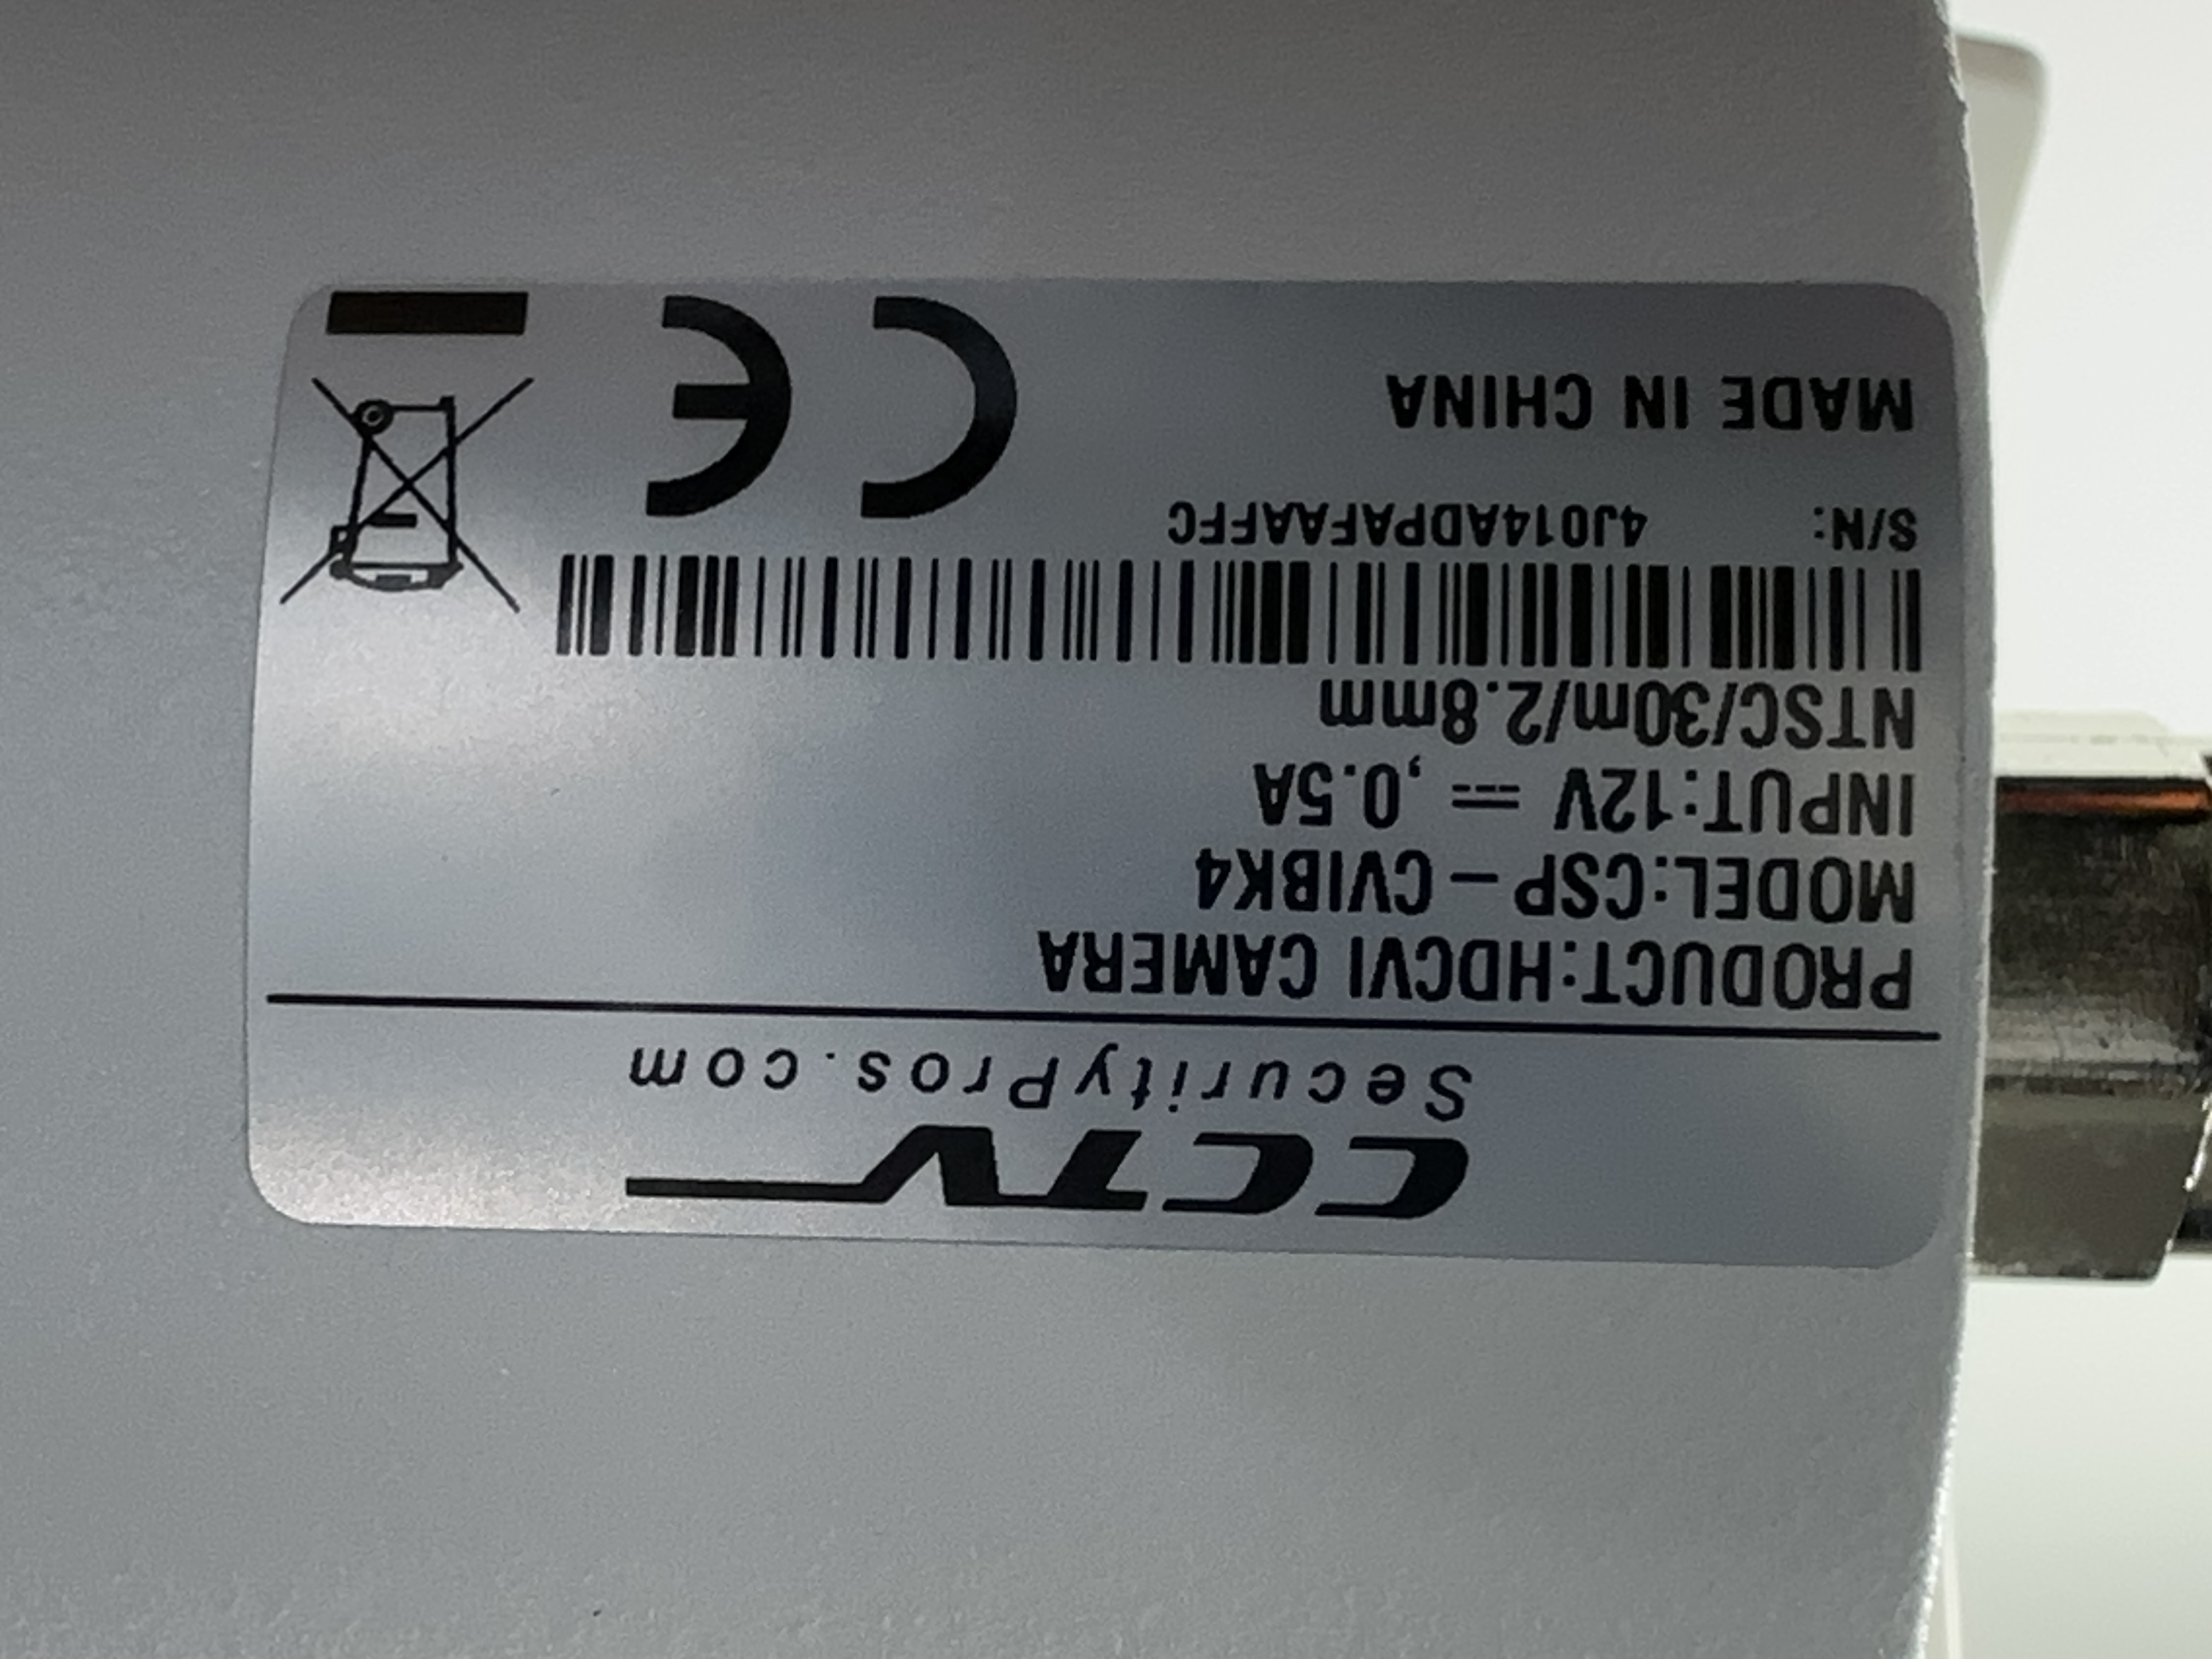 CCTV
SecurityPros.com
PRODUCT:HDCVI CAMERA
MODEL:CSP-CVIBK4
INPUT:12V ⎓ ,0.5A
NTSC/30m/2.8mm
S/N: 4J014ADPAFAAFFC
MADE IN CHINA
CE